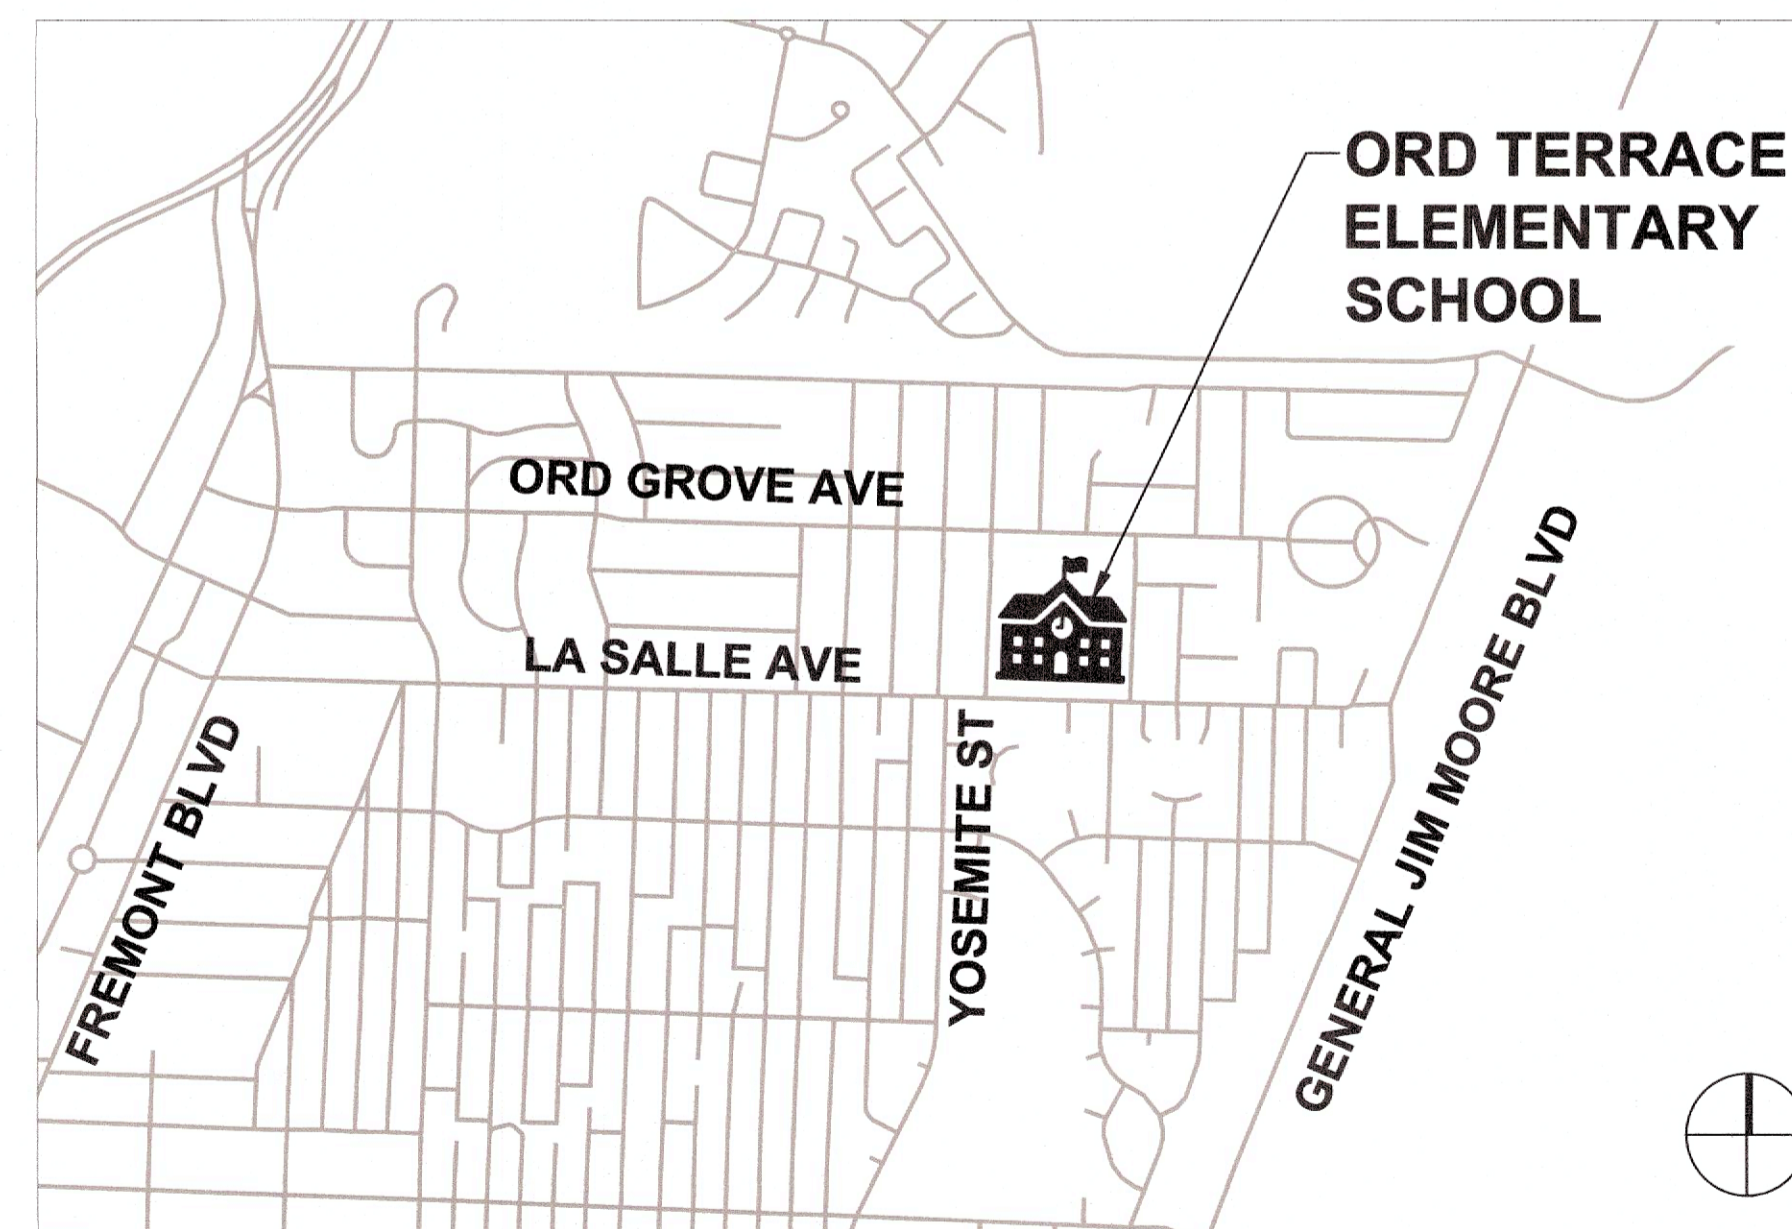 ORD TERRACE
ELEMENTARY
SCHOOL
ORD GROVE AVE
LA SALLE AVE
YOSEMITE ST
FREMONT BLVD
GENERAL JIM MOORE BLVD